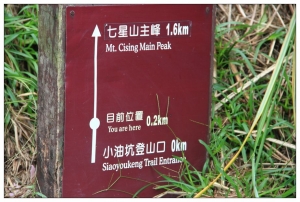 七星山主峰 1.6km
Mt. Cising Main Peak
目前位置 0.2km
You are here
小油坑登山口 0km
Siaoyoukeng Trail Entrance